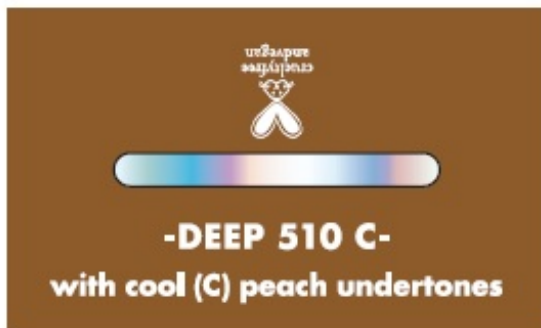 crueltyfree
andvegan
-DEEP 510 C-
with cool (C) peach undertones